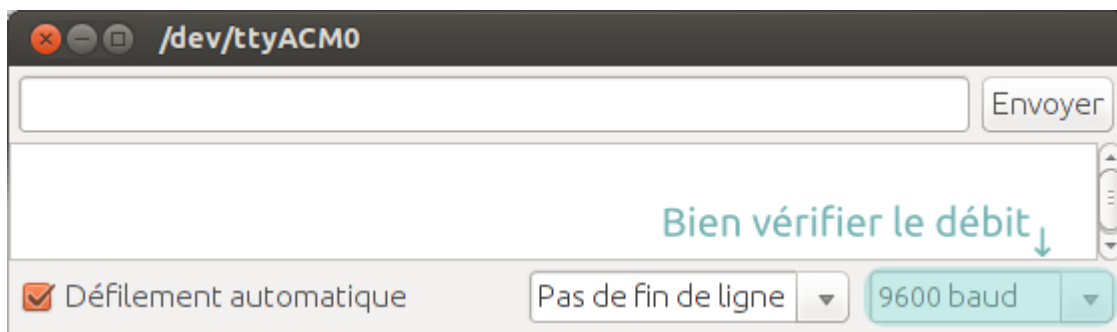 /dev/ttyACM0
Envoyer
Bien vérifier le débit↓
Défilement automatique
Pas de fin de ligne
9600 baud